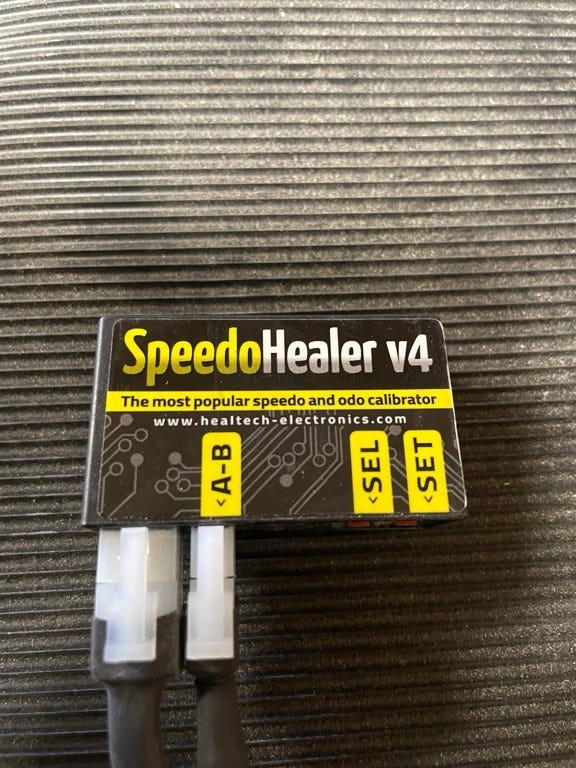 SpeedoHealer v4
The most popular speedo and odo calibrator
www.healtech-electronics.com
<A-B
<SEL
<SET